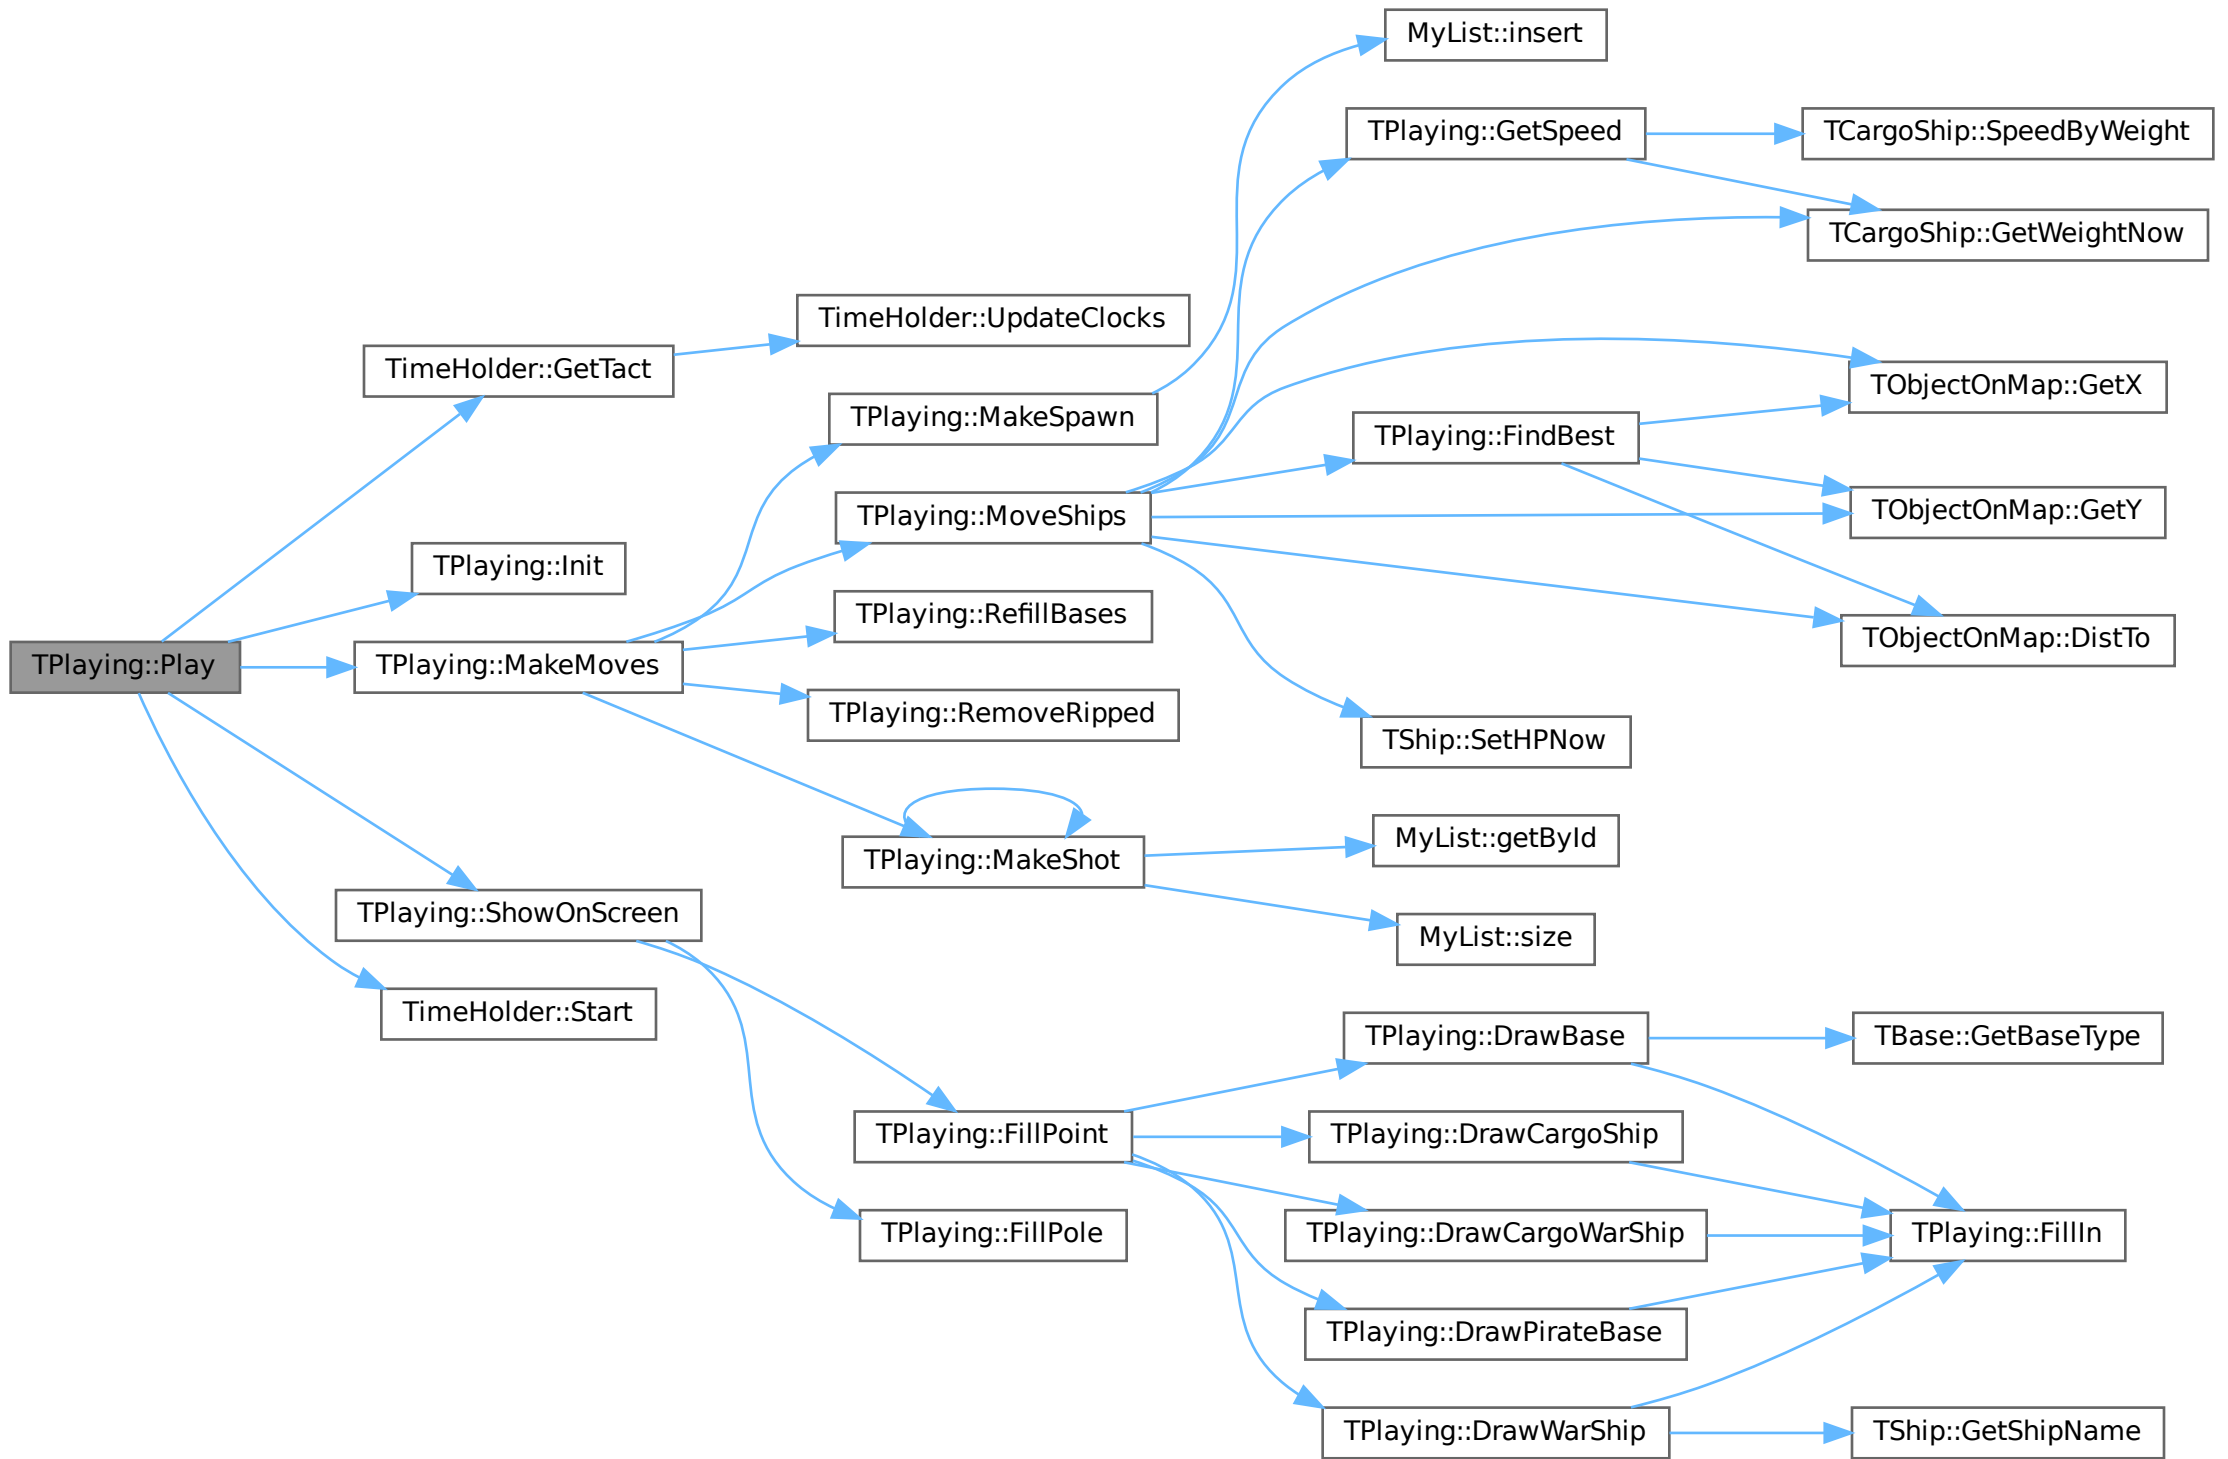 TPlaying::Play
TimeHolder::GetTact
TPlaying::Init
TPlaying::MakeMoves
TPlaying::ShowOnScreen
TimeHolder::Start
TimeHolder::UpdateClocks
TPlaying::MakeSpawn
TPlaying::MoveShips
TPlaying::RefillBases
TPlaying::RemoveRipped
TPlaying::MakeShot
TPlaying::FillPoint
TPlaying::FillPole
MyList::insert
TPlaying::GetSpeed
TPlaying::FindBest
TShip::SetHPNow
MyList::getById
MyList::size
TPlaying::DrawBase
TPlaying::DrawCargoShip
TPlaying::DrawCargoWarShip
TPlaying::DrawPirateBase
TPlaying::DrawWarShip
TCargoShip::SpeedByWeight
TCargoShip::GetWeightNow
TObjectOnMap::GetX
TObjectOnMap::GetY
TObjectOnMap::DistTo
TBase::GetBaseType
TPlaying::FillIn
TShip::GetShipName